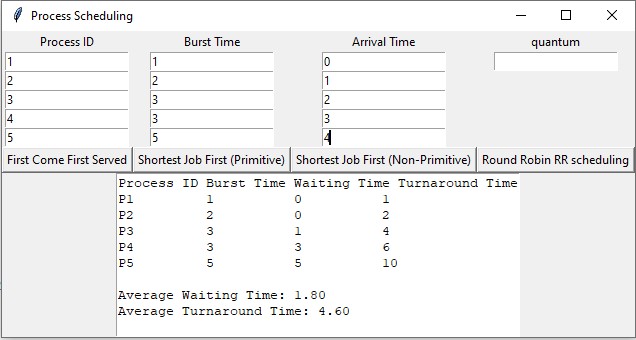 Process Scheduling
Process ID Burst Time Arrival Time quantum
1 1 0
2 2 1
3 3 2
4 3 3
5 5 4
First Come First Served Shortest Job First (Primitive) Shortest Job First (Non-Primitive) Round Robin RR scheduling
Process ID Burst Time Waiting Time Turnaround Time
P1 1 0 1
P2 2 0 2
P3 3 1 4
P4 3 3 6
P5 5 5 10
Average Waiting Time: 1.80
Average Turnaround Time: 4.60